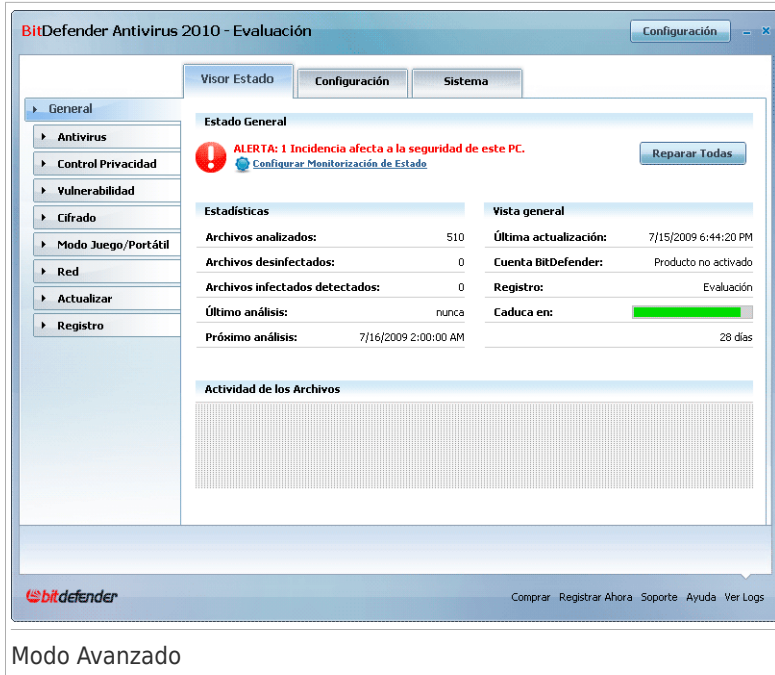 BitDefender Antivirus 2010 - Evaluación
Configuración
Visor Estado
Configuración
Sistema
General
Antivirus
Control Privacidad
Vulnerabilidad
Cifrado
Modo Juego/Portátil
Red
Actualizar
Registro
Estado General
ALERTA: 1 Incidencia afecta a la seguridad de este PC.
Configurar Monitorización de Estado
Reparar Todas
Estadísticas
Archivos analizados: 510
Archivos desinfectados: 0
Archivos infectados detectados: 0
Último análisis: nunca
Próximo análisis: 7/16/2009 2:00:00 AM
Vista general
Última actualización: 7/15/2009 6:44:20 PM
Cuenta BitDefender: Producto no activado
Registro: Evaluación
Caduca en:
28 días
Actividad de los Archivos
bitdefender
Comprar Registrar Ahora Soporte Ayuda Ver Logs
Modo Avanzado